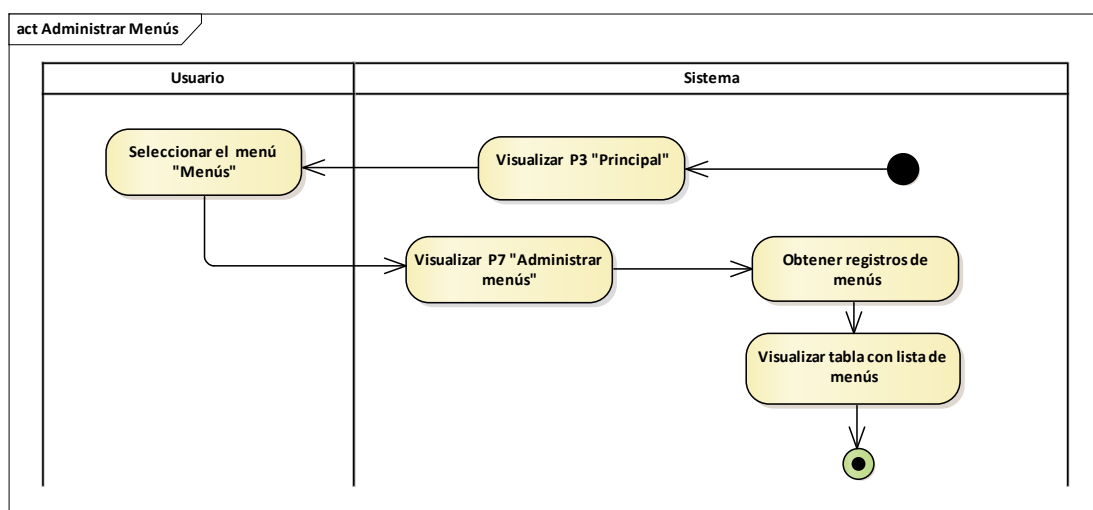 act Administrar Menús
Usuario
Sistema
Seleccionar el menú
"Menús"
Visualizar P3 "Principal"
Visualizar P7 "Administrar
menús"
Obtener registros de
menús
Visualizar tabla con lista de
menús